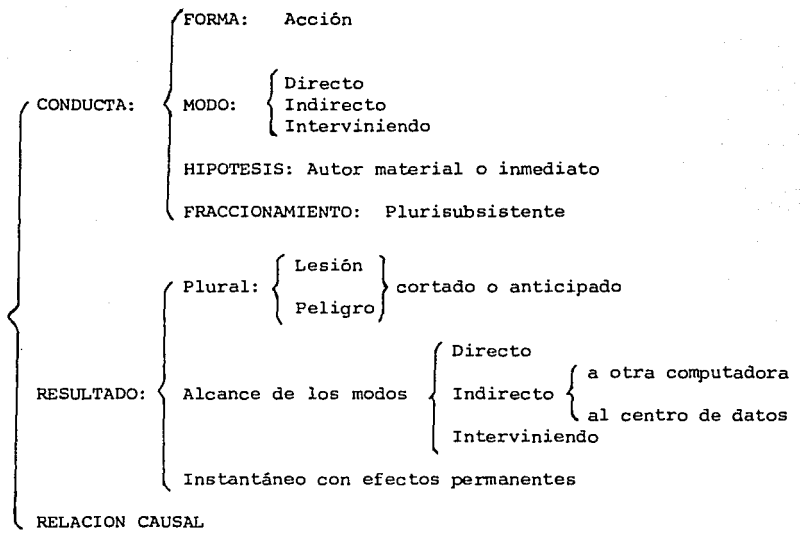 FORMA: Acción
Directo
CONDUCTA: MODO: Indirecto
Interviniendo
HIPOTESIS: Autor material o inmediato
FRACCIONAMIENTO: Plurisubsistente
Lesión
Plural: cortado o anticipado
Peligro
Directo
a otra computadora
RESULTADO: Alcance de los modos Indirecto
al centro de datos
Interviniendo
Instantáneo con efectos permanentes
RELACION CAUSAL